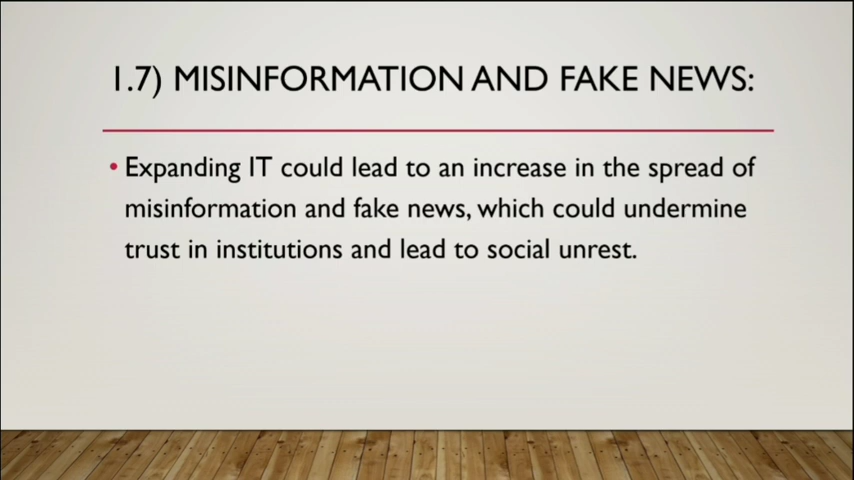 1.7) MISINFORMATION AND FAKE NEWS:
• Expanding IT could lead to an increase in the spread of
misinformation and fake news, which could undermine
trust in institutions and lead to social unrest.